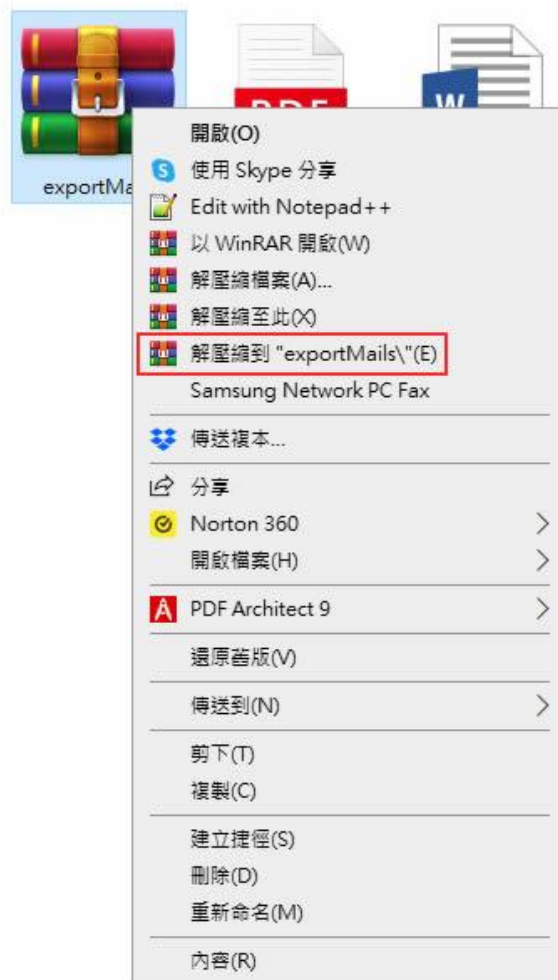 PDF
W
exportMa
開啟(O)
使用 Skype 分享
Edit with Notepad++
以 WinRAR 開啟(W)
解壓縮檔案(A)...
解壓縮至此(X)
解壓縮到 "exportMails\"(E)
Samsung Network PC Fax
傳送複本...
分享
Norton 360
開啟檔案(H)
PDF Architect 9
還原舊版(V)
傳送到(N)
剪下(T)
複製(C)
建立捷徑(S)
刪除(D)
重新命名(M)
內容(R)